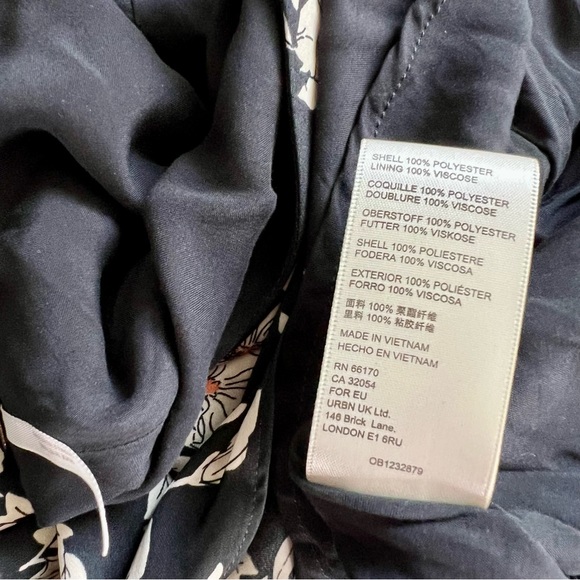 SHELL 100% POLYESTER
LINING 100% VISCOSE
COQUILLE 100% POLYESTER
DOUBLURE 100% VISCOSE
OBERSTOFF 100% POLYESTER
FUTTER 100% VISKOSE
SHELL 100% POLIESTERE
FODERA 100% VISCOSA
EXTERIOR 100% POLIÉSTER
FORRO 100% VISCOSA
面料 100% 聚酯纤维
里料 100% 粘胶纤维
MADE IN VIETNAM
HECHO EN VIETNAM
RN 66170
CA 32054
FOR EU
URBN UK Ltd.
146 Brick Lane.
LONDON E1 6RU
OB1232879